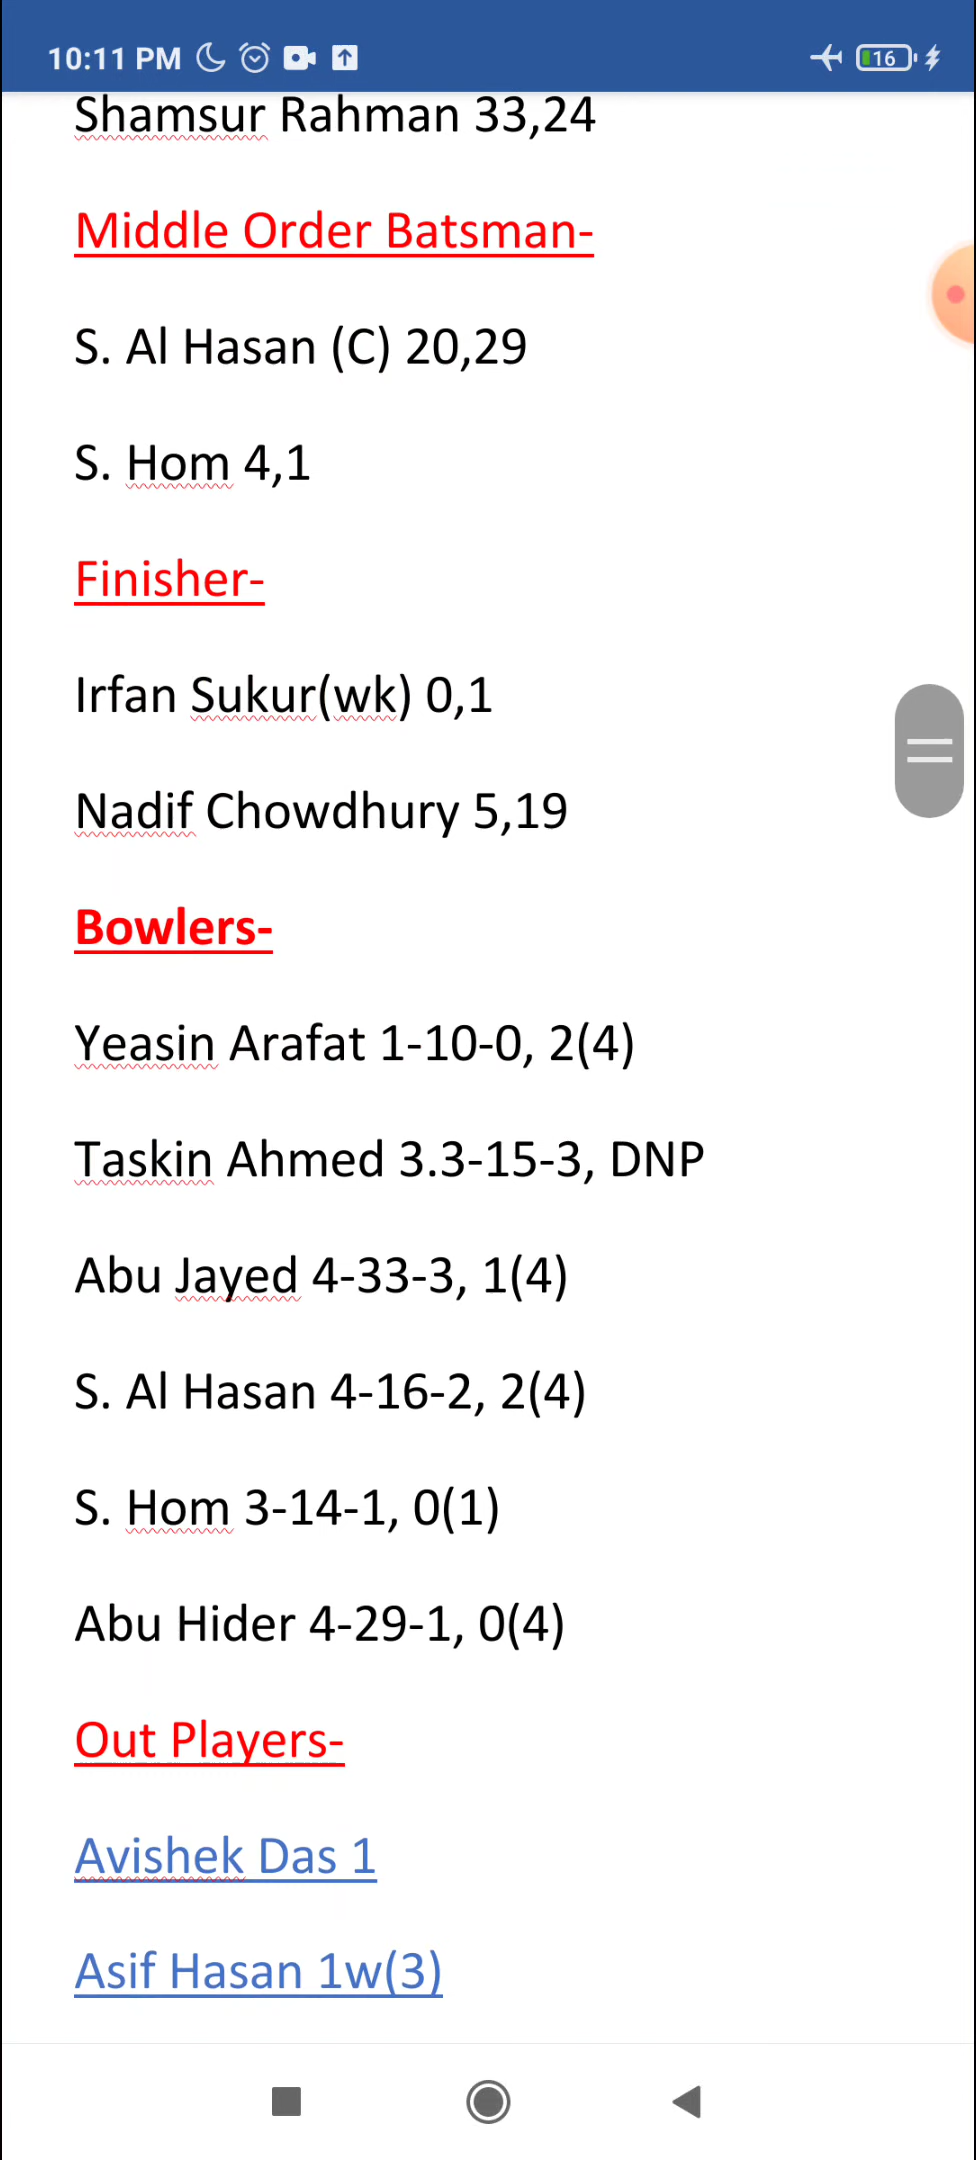 10:11 PM
16
Shamsur Rahman 33,24
Middle Order Batsman-
S. Al Hasan (C) 20,29
S. Hom 4,1
Finisher-
Irfan Sukur(wk) 0,1
Nadif Chowdhury 5,19
Bowlers-
Yeasin Arafat 1-10-0, 2(4)
Taskin Ahmed 3.3-15-3, DNP
Abu Jayed 4-33-3, 1(4)
S. Al Hasan 4-16-2, 2(4)
S. Hom 3-14-1, 0(1)
Abu Hider 4-29-1, 0(4)
Out Players-
Avishek Das 1
Asif Hasan 1w(3)